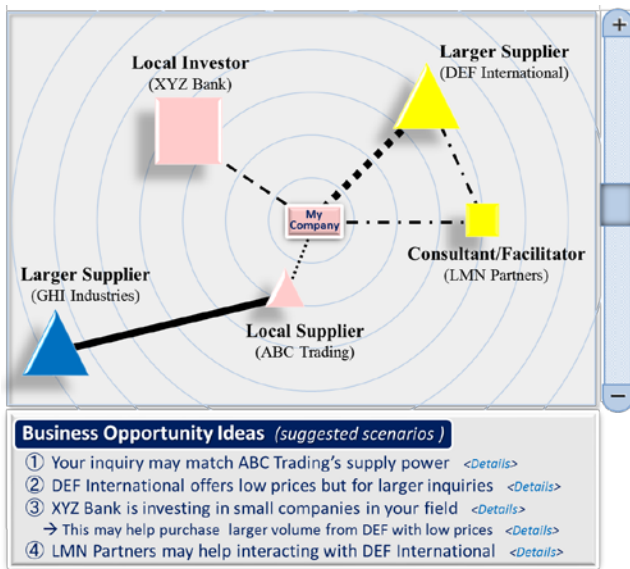 Local Investor
(XYZ Bank)
Larger Supplier
(DEF International)
My
Company
Consultant/Facilitator
(LMN Partners)
Larger Supplier
(GHI Industries)
Local Supplier
(ABC Trading)
+
−
Business Opportunity Ideas (suggested scenarios )
① Your inquiry may match ABC Trading's supply power <Details>
② DEF International offers low prices but for larger inquiries <Details>
③ XYZ Bank is investing in small companies in your field <Details>
→ This may help purchase larger volume from DEF with low prices <Details>
④ LMN Partners may help interacting with DEF International <Details>